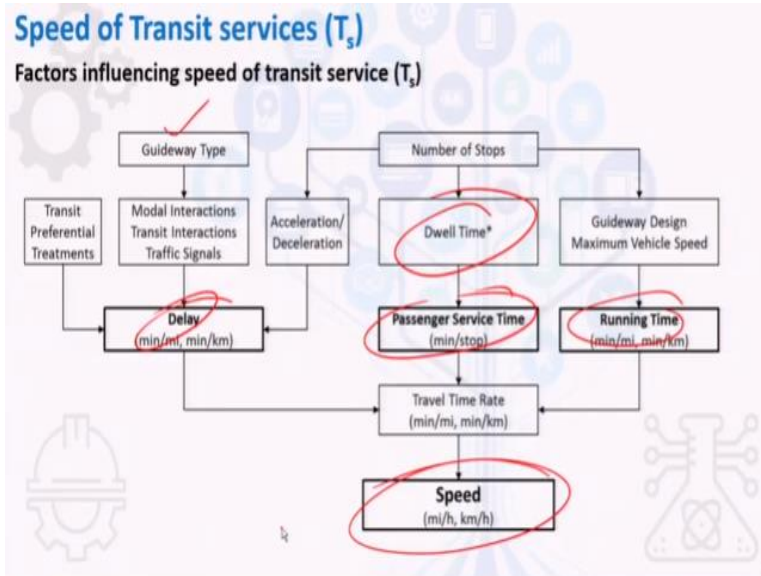 Speed of Transit services (Ts)
Factors influencing speed of transit service (Ts)
Guideway Type
Number of Stops
Transit
Preferential
Treatments
Modal Interactions
Transit Interactions
Traffic Signals
Acceleration/
Deceleration
Dwell Time*
Guideway Design
Maximum Vehicle Speed
Delay
(min/mi, min/km)
Passenger Service Time
(min/stop)
Running Time
(min/mi, min/km)
Travel Time Rate
(min/mi, min/km)
Speed
(mi/h, km/h)